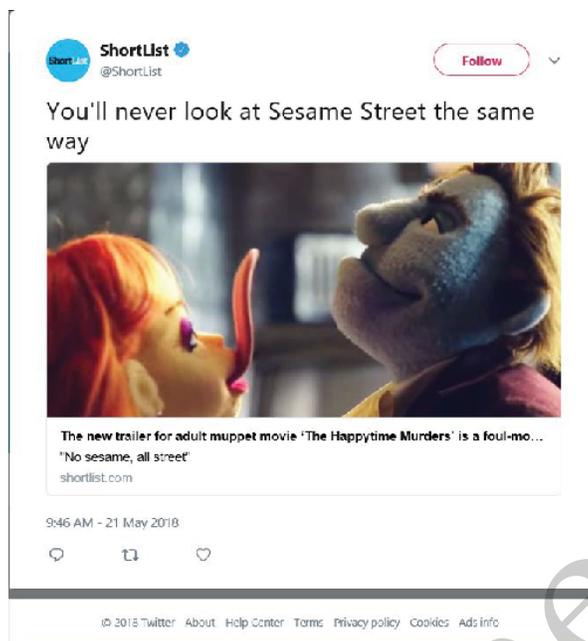 ShortList
ShortList
@ShortList
Follow
You'll never look at Sesame Street the same
way
The new trailer for adult muppet movie 'The Happytime Murders' is a foul-mo...
"No sesame, all street"
shortlist.com
9:46 AM - 21 May 2018
© 2018 Twitter About Help Center Terms Privacy policy Cookies Ads info